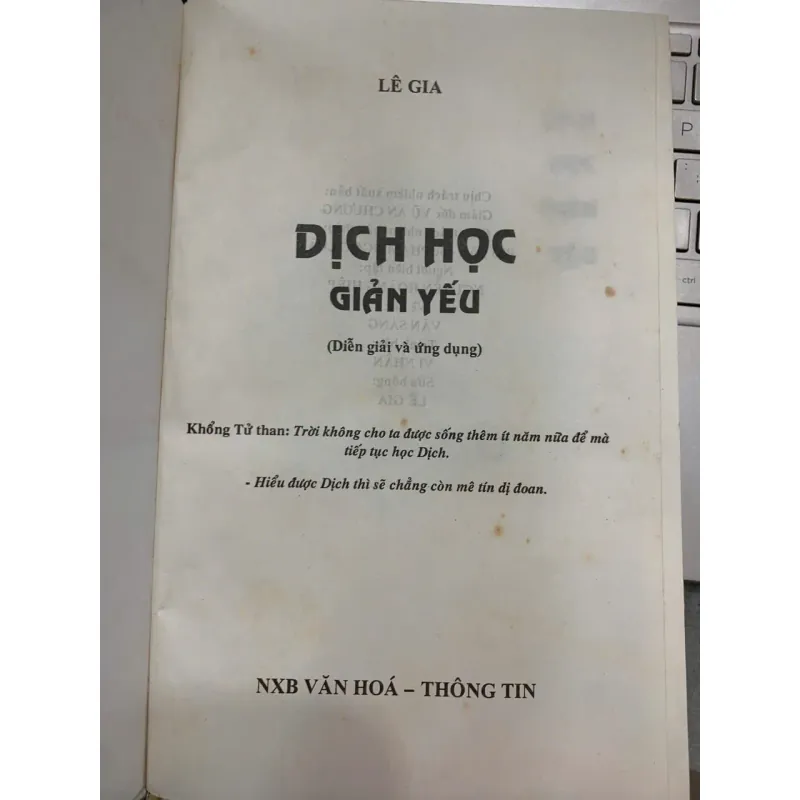 LÊ GIA
DỊCH HỌC
GIẢN YẾU
(Diễn giải và ứng dụng)
Khổng Tử than: Trời không cho ta được sống thêm ít năm nữa để mà
tiếp tục học Dịch.
- Hiểu được Dịch thì sẽ chẳng còn mê tín dị đoan.
NXB VĂN HOÁ – THÔNG TIN
P
ctrl